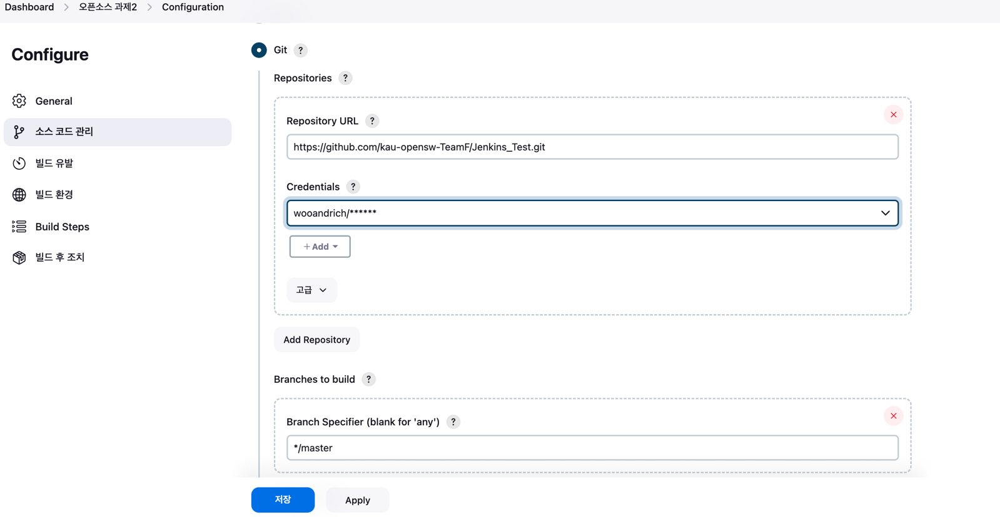 Dashboard > 오픈소스 과제2 > Configuration
Configure
General
소스 코드 관리
빌드 유발
빌드 환경
Build Steps
빌드 후 조치
Git ?
Repositories ?
Repository URL ?
https://github.com/kau-opensw-TeamF/Jenkins_Test.git
Credentials ?
wooandrich/******
+ Add
고급
Add Repository
Branches to build ?
Branch Specifier (blank for 'any') ?
*/master
저장
Apply